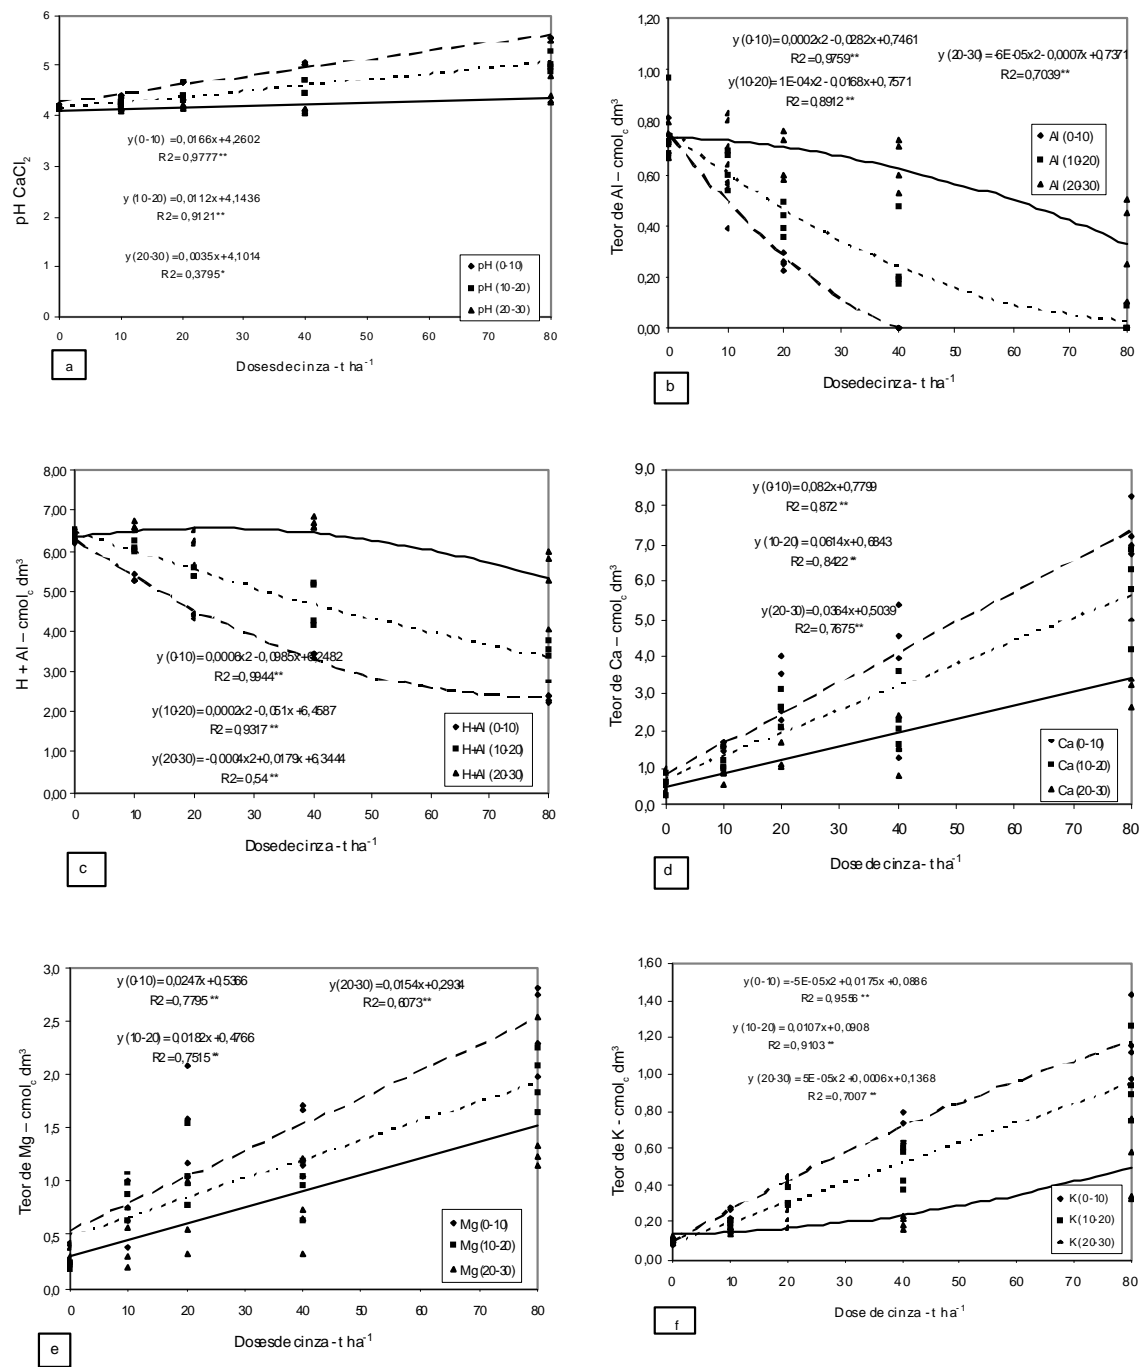 6
5
4
3
2
1
0
pH CaCl2
y (0-10) = 0,0166x+4,2602
R2 = 0,9777**
y (10-20) = 0,0112x+4,1436
R2 = 0,9121**
y (20-30) = 0,0035x+4,1014
R2 = 0,3795*
pH (0-10)
pH (10-20)
pH (20-30)
0 10 20 30 40 50 60 70 80
Doses de cinza - t ha-1
a
1,20
1,00
0,80
0,60
0,40
0,20
0,00
Teor de Al – cmolc dm3
y (0-10) = 0,0002x2 - 0,0282x + 0,7461
R2 = 0,9759**
y (20-30) = -6E-05x2 - 0,0007x + 0,7371
R2 = 0,7039**
y (10-20) = 1E-04x2 - 0,0168x + 0,7571
R2 = 0,8912 **
Al (0-10)
Al (10-20)
Al (20-30)
0 10 20 30 40 50 60 70 80
Dose de cinza - t ha-1
b
8,00
7,00
6,00
5,00
4,00
3,00
2,00
1,00
0,00
H + Al – cmolc dm3
y (0-10) = 0,0006x2 - 0,0985x + 6,2482
R2 = 0,9944**
y (10-20) = 0,0002x2 - 0,051x + 6,4587
R2 = 0,9317 **
y (20-30) = -0,0004x2 + 0,0179x + 6,3444
R2 = 0,54 **
H+Al (0-10)
H+Al (10-20)
H+Al (20-30)
0 10 20 30 40 50 60 70 80
Dose de cinza - t ha-1
c
9,0
8,0
7,0
6,0
5,0
4,0
3,0
2,0
1,0
0,0
Teor de Ca – cmolc dm3
y (0-10) = 0,082x + 0,7799
R2 = 0,872 **
y (10-20) = 0,0614x + 0,6843
R2 = 0,8422 **
y (20-30) = 0,0364x + 0,5039
R2 = 0,7675**
Ca (0-10)
Ca (10-20)
Ca (20-30)
0 10 20 30 40 50 60 70 80
Dose de cinza - t ha-1
d
3,0
2,5
2,0
1,5
1,0
0,5
0,0
Teor de Mg – cmolc dm3
y (0-10) = 0,0247x + 0,5366
R2 = 0,7795 **
y (20-30) = 0,0154x + 0,2934
R2 = 0,6073**
y (10-20) = 0,0182x + 0,4766
R2 = 0,7515 **
Mg (0-10)
Mg (10-20)
Mg (20-30)
0 10 20 30 40 50 60 70 80
Doses de cinza - t ha-1
e
1,60
1,40
1,20
1,00
0,80
0,60
0,40
0,20
0,00
Teor de K - cmolc dm3
y (0-10) = -5E-05x2 + 0,0175x + 0,0886
R2 = 0,9556 **
y (10-20) = 0,0107x + 0,0908
R2 = 0,9103 **
y (20-30) = 5E-05x2 + 0,0006x + 0,1368
R2 = 0,7007 **
K (0-10)
K (10-20)
K (20-30)
0 10 20 30 40 50 60 70 80
Dose de cinza - t ha-1
f